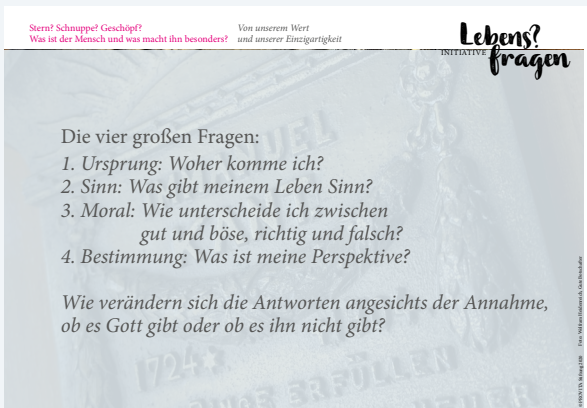 Stern? Schnuppe? Geschöpf?
Was ist der Mensch und was macht ihn besonders?
Von unserem Wert
und unserer Einzigartigkeit
Lebens?
INITIATIVE fragen
Die vier großen Fragen:
1. Ursprung: Woher komme ich?
2. Sinn: Was gibt meinem Leben Sinn?
3. Moral: Wie unterscheide ich zwischen
gut und böse, richtig und falsch?
4. Bestimmung: Was ist meine Perspektive?
Wie verändern sich die Antworten angesichts der Annahme,
ob es Gott gibt oder ob es ihn nicht gibt?
1724
ERFÜLLEN